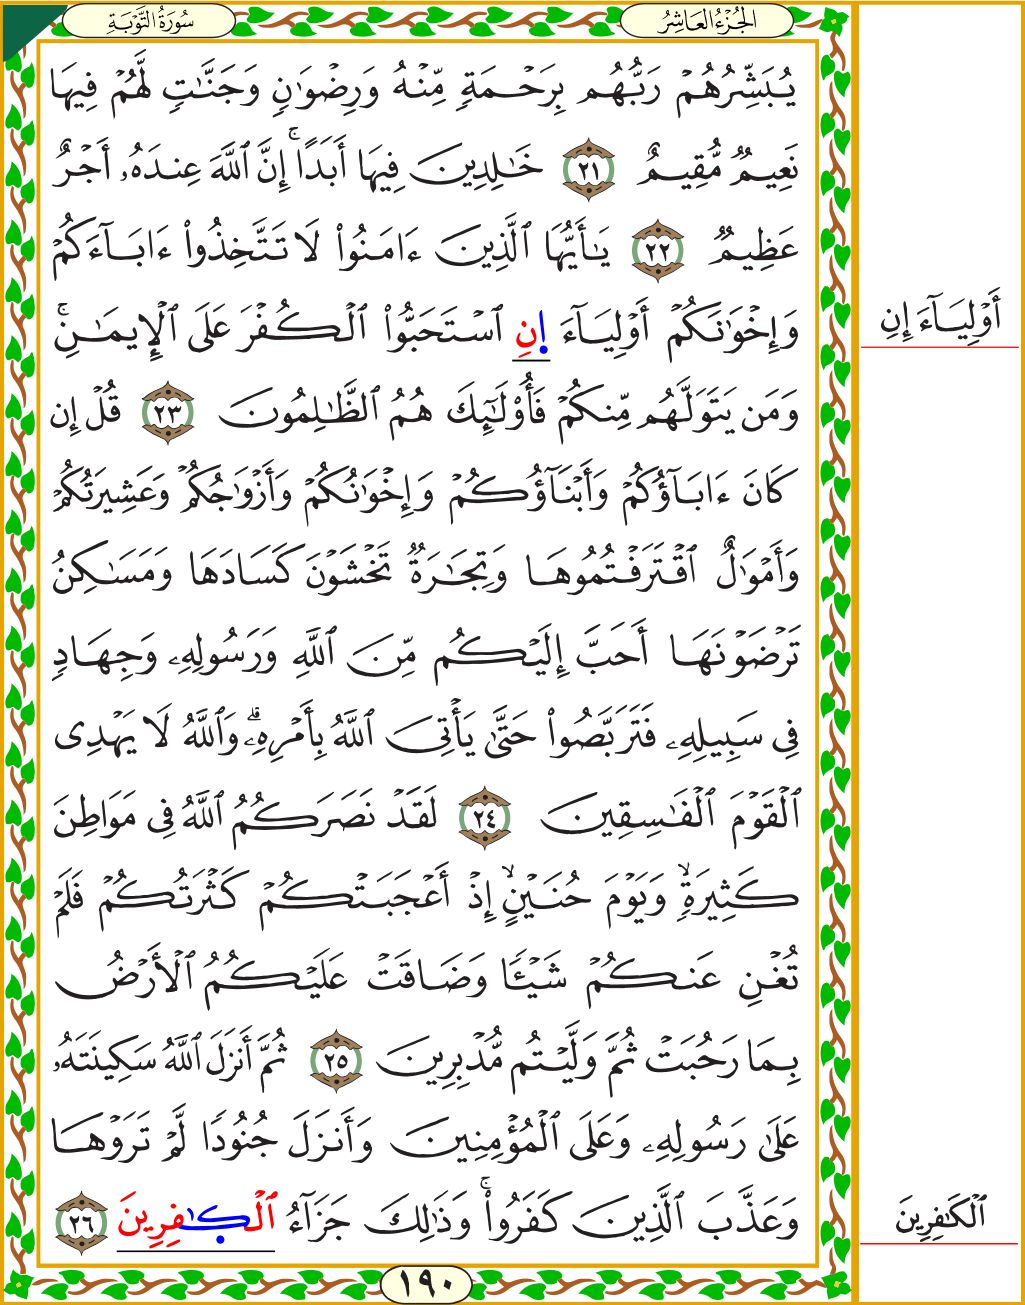 سُورَةُ التَّوْبَةِ
الجُزْءُ العَاشِرُ
يُبَشِّرُهُمْ رَبُّهُم بِرَحْمَةٍ مِّنْهُ وَرِضْوَٰنٍ وَجَنَّٰتٍ لَّهُمْ فِيهَا
نَعِيمٌ مُّقِيمٌ ٢١ خَٰلِدِينَ فِيهَآ أَبَدًا ۚ إِنَّ ٱللَّهَ عِندَهُۥ أَجْرٌ
عَظِيمٌ ٢٢ يَٰأَيُّهَا ٱلَّذِينَ ءَامَنُوا۟ لَا تَتَّخِذُوٓا۟ ءَابَآءَكُمْ
وَإِخْوَٰنَكُمْ أَوْلِيَآءَ إِنِ ٱسْتَحَبُّوا۟ ٱلْكُفْرَ عَلَى ٱلْإِيمَٰنِ ۚ
وَمَن يَتَوَلَّهُم مِّنكُمْ فَأُو۟لَٰٓئِكَ هُمُ ٱلظَّٰلِمُونَ ٢٣ قُلْ إِن
كَانَ ءَابَآؤُكُمْ وَأَبْنَآؤُكُمْ وَإِخْوَٰنُكُمْ وَأَزْوَٰجُكُمْ وَعَشِيرَتُكُمْ
وَأَمْوَٰلٌ ٱقْتَرَفْتُمُوهَا وَتِجَٰرَةٌ تَخْشَوْنَ كَسَادَهَا وَمَسَٰكِنُ
تَرْضَوْنَهَآ أَحَبَّ إِلَيْكُم مِّنَ ٱللَّهِ وَرَسُولِهِۦ وَجِهَادٍ
فِى سَبِيلِهِۦ فَتَرَبَّصُوا۟ حَتَّىٰ يَأْتِىَ ٱللَّهُ بِأَمْرِهِۦ ۗ وَٱللَّهُ لَا يَهْدِى
ٱلْقَوْمَ ٱلْفَٰسِقِينَ ٢٤ لَقَدْ نَصَرَكُمُ ٱللَّهُ فِى مَوَاطِنَ
كَثِيرَةٍ ۙ وَيَوْمَ حُنَيْنٍ ۙ إِذْ أَعْجَبَتْكُمْ كَثْرَتُكُمْ فَلَمْ
تُغْنِ عَنكُمْ شَيْـًٔا وَضَاقَتْ عَلَيْكُمُ ٱلْأَرْضُ
بِمَا رَحُبَتْ ثُمَّ وَلَّيْتُم مُّدْبِرِينَ ٢٥ ثُمَّ أَنزَلَ ٱللَّهُ سَكِينَتَهُۥ
عَلَىٰ رَسُولِهِۦ وَعَلَى ٱلْمُؤْمِنِينَ وَأَنزَلَ جُنُودًا لَّمْ تَرَوْهَا
وَعَذَّبَ ٱلَّذِينَ كَفَرُوا۟ ۚ وَذَٰلِكَ جَزَآءُ ٱلْكَٰفِرِينَ ٢٦
أَوْلِيَآءَ إِنِ
ٱلْكَٰفِرِينَ
١٩٠